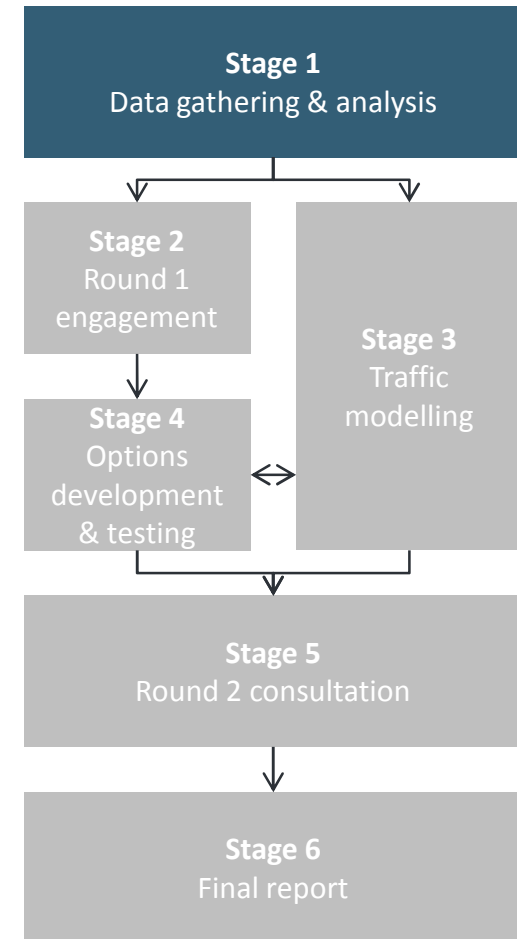 Stage 1
Data gathering & analysis
Stage 2
Round 1
engagement
Stage 3
Traffic
modelling
Stage 4
Options
development
& testing
Stage 5
Round 2 consultation
Stage 6
Final report